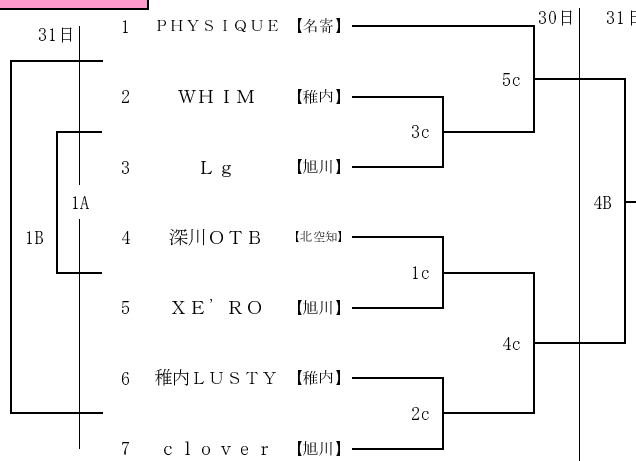 30日 31日
31日
1 ＰＨＹＳＩＱＵＥ 【名寄】
5c
2 ＷＨＩＭ 【稚内】
3c
3 Ｌｇ 【旭川】
1A
4B
1B
4 深川ＯＴＢ 【北空知】
1c
5 ＸＥ’ＲＯ 【旭川】
4c
6 稚内ＬＵＳＴＹ 【稚内】
2c
7 ｃｌｏｖｅｒ 【旭川】